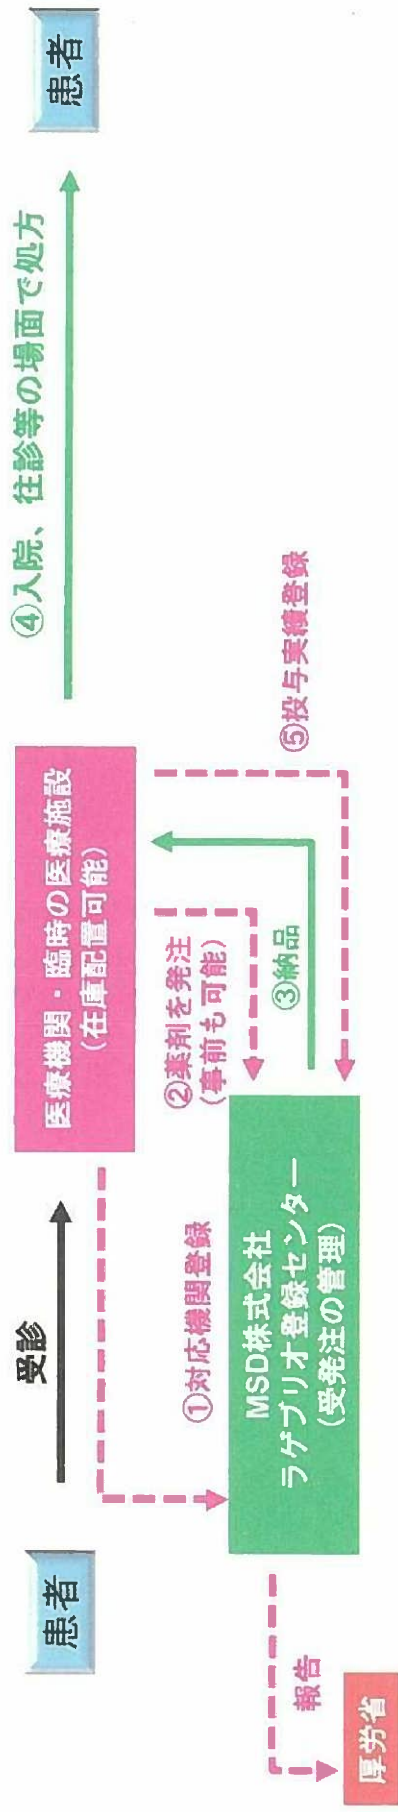 患者
受診
医療機関・臨時の医療施設
(在庫配置可能)
④入院、往診等の場面で処方
患者
①対応機関登録
②薬剤を発注
(事前も可能)
③納品
⑤投与実績登録
MSD株式会社
ラゲブリオ登録センター
(受発注の管理)
報告
厚労省